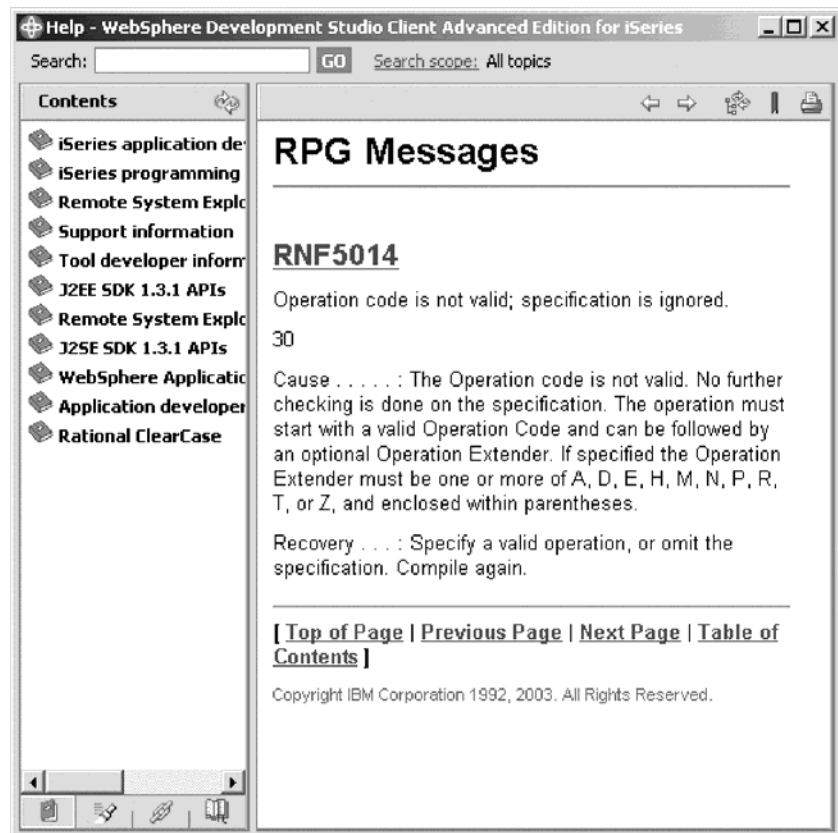 Help - WebSphere Development Studio Client Advanced Edition for iSeries
Search:
GO
Search scope: All topics
Contents
iSeries application de
iSeries programming
Remote System Explo
Support information
Tool developer inform
J2EE SDK 1.3.1 APIs
Remote System Explo
J2SE SDK 1.3.1 APIs
WebSphere Applicatic
Application developer
Rational ClearCase
RPG Messages
RNF5014
Operation code is not valid; specification is ignored.
30
Cause . . . . . : The Operation code is not valid. No further
checking is done on the specification. The operation must
start with a valid Operation Code and can be followed by
an optional Operation Extender. If specified the Operation
Extender must be one or more of A, D, E, H, M, N, P, R,
T, or Z, and enclosed within parentheses.
Recovery . . . : Specify a valid operation, or omit the
specification. Compile again.
[ Top of Page | Previous Page | Next Page | Table of
Contents ]
Copyright IBM Corporation 1992, 2003. All Rights Reserved.